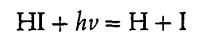 HI + hν = H + I